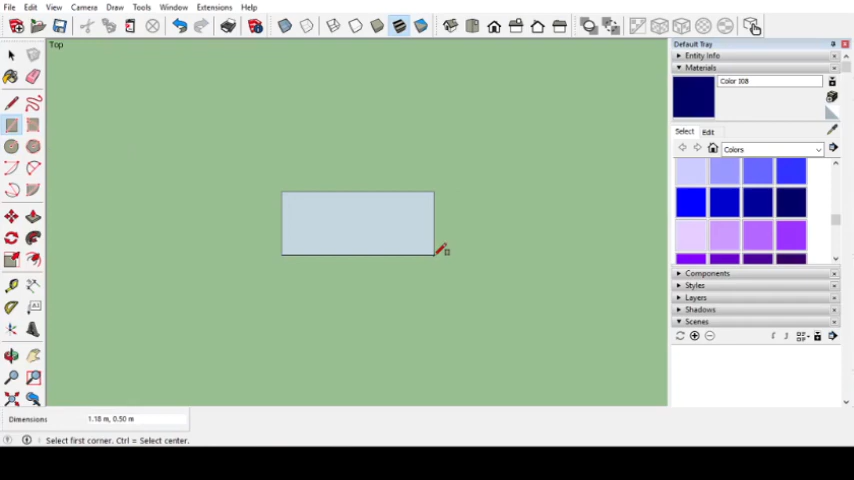 File Edit View Camera Draw Tools Window Extensions Help
Top
Default Tray
Entity Info
Materials
Color I08
Select Edit
Colors
Components
Styles
Layers
Shadows
Scenes
Dimensions 1.18 m, 0.50 m
Select first corner. Ctrl = Select center.